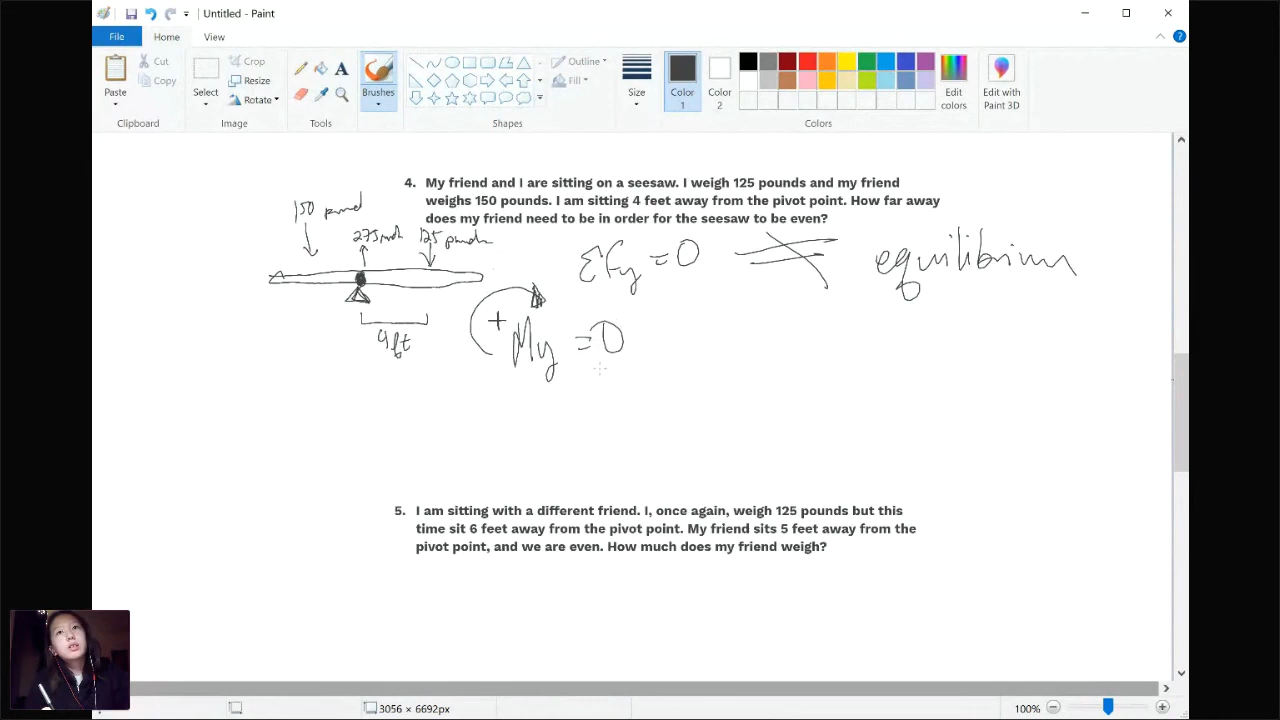 Untitled - Paint
File
Home
View
Paste
Cut
Copy
Clipboard
Select
Crop
Resize
Rotate
Image
A
Tools
Brushes
Shapes
Outline
Fill
Size
Color 1
Color 2
Edit colors
Edit with Paint 3D
Colors
4. My friend and I are sitting on a seesaw. I weigh 125 pounds and my friend
weighs 150 pounds. I am sitting 4 feet away from the pivot point. How far away
does my friend need to be in order for the seesaw to be even?
150 pound
125 pounds
4ft
ΣFy = 0
equilibrium
+ My = 0
5. I am sitting with a different friend. I, once again, weigh 125 pounds but this
time sit 6 feet away from the pivot point. My friend sits 5 feet away from the
pivot point, and we are even. How much does my friend weigh?
3056 × 6692px
100%